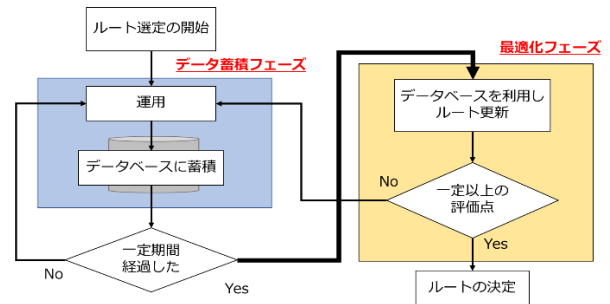 ルート選定の開始
データ蓄積フェーズ
運用
データベースに蓄積
一定期間
経過した
No
Yes
最適化フェーズ
データベースを利用し
ルート更新
一定以上の
評価点
No
Yes
ルートの決定